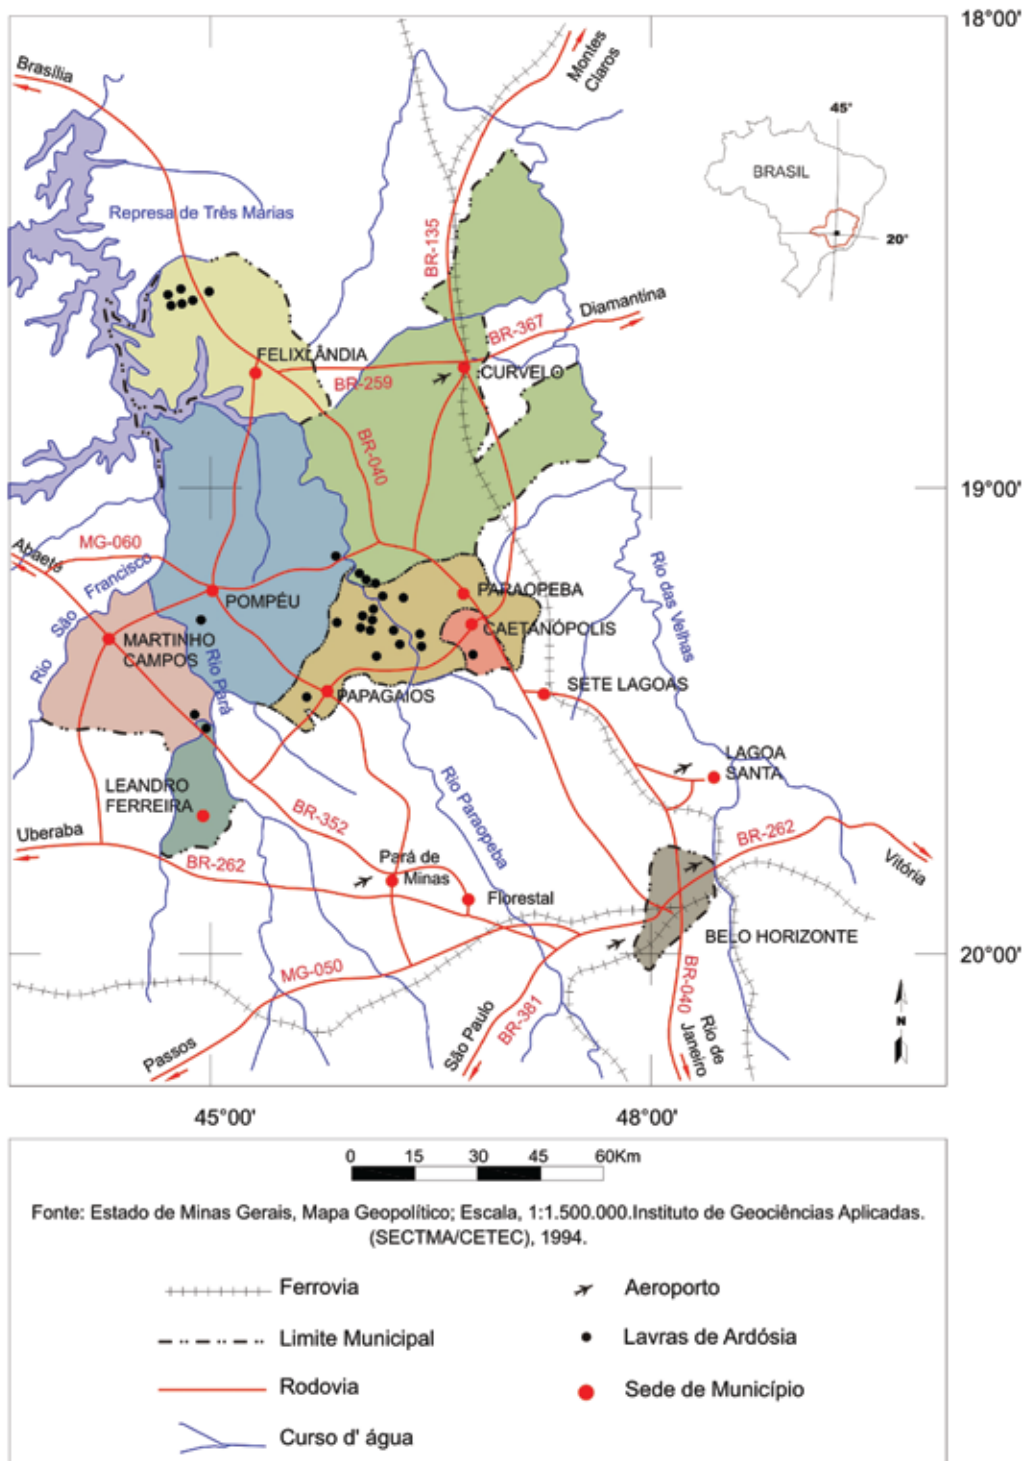 18°00'
Brasília
Montes
Claros
45°
BRASIL
20°
Represa de Três Marias
BR-135
Diamantina
BR-367
FELIXLÂNDIA
BR-259
CURVELO
BR-040
19°00'
Abaeté
MG-060
Rio São Francisco
Rio das Velhas
PARAOPEBA
POMPÉU
CAETANÓPOLIS
MARTINHO
CAMPOS
Rio Pará
PAPAGAIOS
SETE LAGOAS
LAGOA
SANTA
LEANDRO
FERREIRA
Rio Paraopeba
BR-352
Uberaba
BR-262
BR-262
Vitória
Pará de
Minas
Florestal
BELO HORIZONTE
20°00'
MG-050
BR-040
São Paulo
BR-381
Rio de
Janeiro
Passos
N
45°00'
48°00'
0 15 30 45 60Km
Fonte: Estado de Minas Gerais, Mapa Geopolítico; Escala, 1:1.500.000.Instituto de Geociências Aplicadas.
(SECTMA/CETEC), 1994.
Ferrovia
Aeroporto
Limite Municipal
Lavras de Ardósia
Rodovia
Sede de Município
Curso d' água